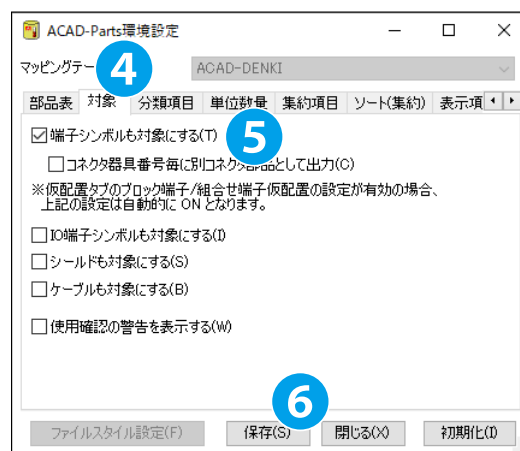 ACAD-Parts環境設定
マッピングテー 4 ACAD-DENKI
部品表 対象 分類項目 単位数量 集約項目 ソート(集約) 表示項
端子シンボルも対象にする(T) 5
コネクタ器具番号毎に別コネクタ部品として出力(C)
※仮配置タブのブロック端子/組合せ端子仮配置の設定が有効の場合、
上記の設定は自動的に ON となります。
IO端子シンボルも対象にする(I)
シールドも対象にする(S)
ケーブルも対象にする(B)
使用確認の警告を表示する(W)
6
ファイルスタイル設定(F) 保存(S) 閉じる(X) 初期化(I)